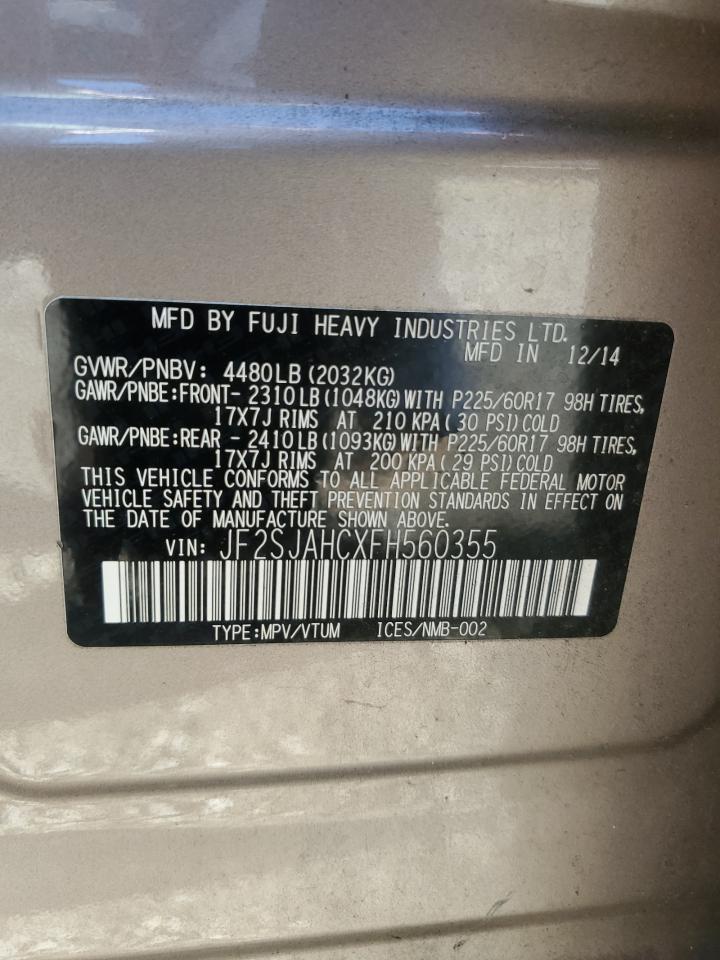 MFD BY FUJI HEAVY INDUSTRIES LTD.
MFD IN 12/14
GVWR/PNBV: 4480LB (2032KG)
GAWR/PNBE:FRONT- 2310LB (1048KG) WITH P225/60R17 98H TIRES,
17X7J RIMS AT 210 KPA ( 30 PSI) COLD
GAWR/PNBE:REAR - 2410LB (1093KG) WITH P225/60R17 98H TIRES,
17X7J RIMS AT 200 KPA ( 29 PSI) COLD
THIS VEHICLE CONFORMS TO ALL APPLICABLE FEDERAL MOTOR
VEHICLE SAFETY AND THEFT PREVENTION STANDARDS IN EFFECT ON
THE DATE OF MANUFACTURE SHOWN ABOVE.
VIN: JF2SJAHCXFH560355
TYPE:MPV/VTUM ICES/NMB-002